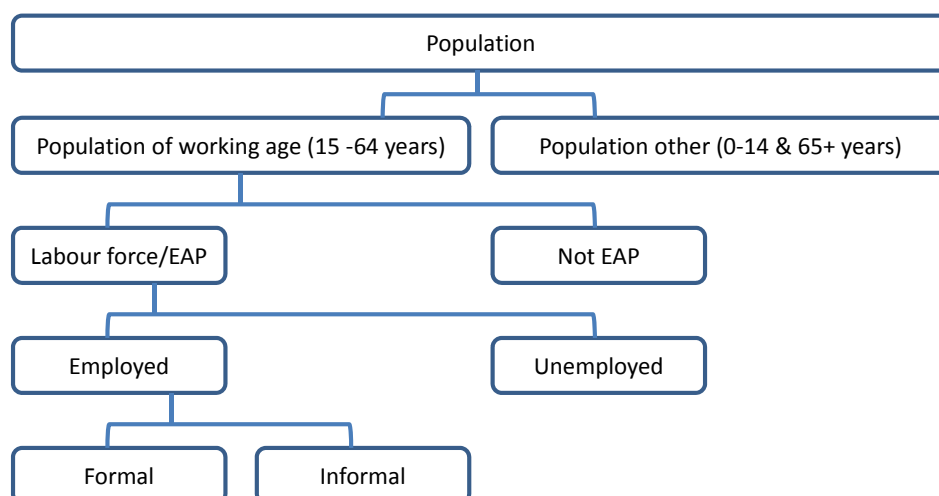 Population
Population of working age (15 -64 years)
Population other (0-14 & 65+ years)
Labour force/EAP
Not EAP
Employed
Unemployed
Formal
Informal